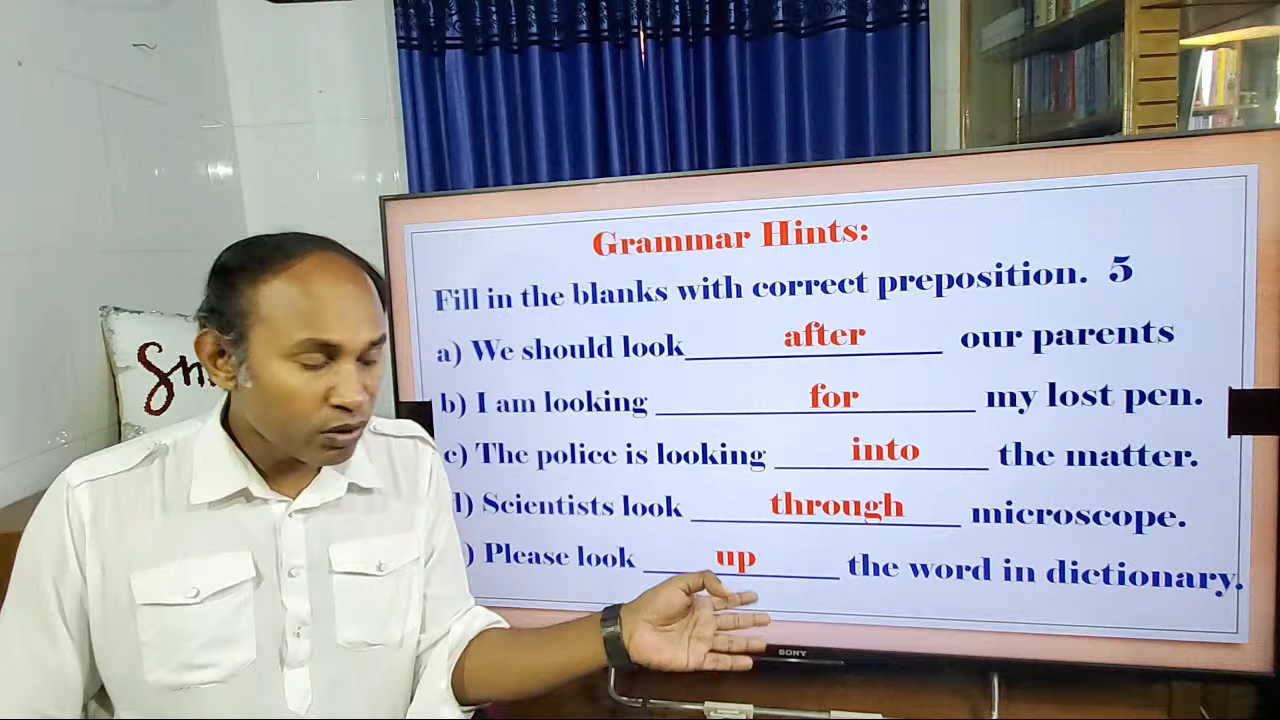 Grammar Hints:
Fill in the blanks with correct preposition. 5
a) We should look after our parents
b) I am looking for my lost pen.
c) The police is looking into the matter.
d) Scientists look through microscope.
) Please look up the word in dictionary.
SONY